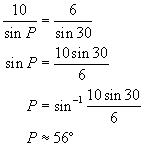 10/sin P = 6/sin 30
sin P = 10 sin 30/6
P = sin⁻¹ 10 sin 30/6
P ≈ 56°